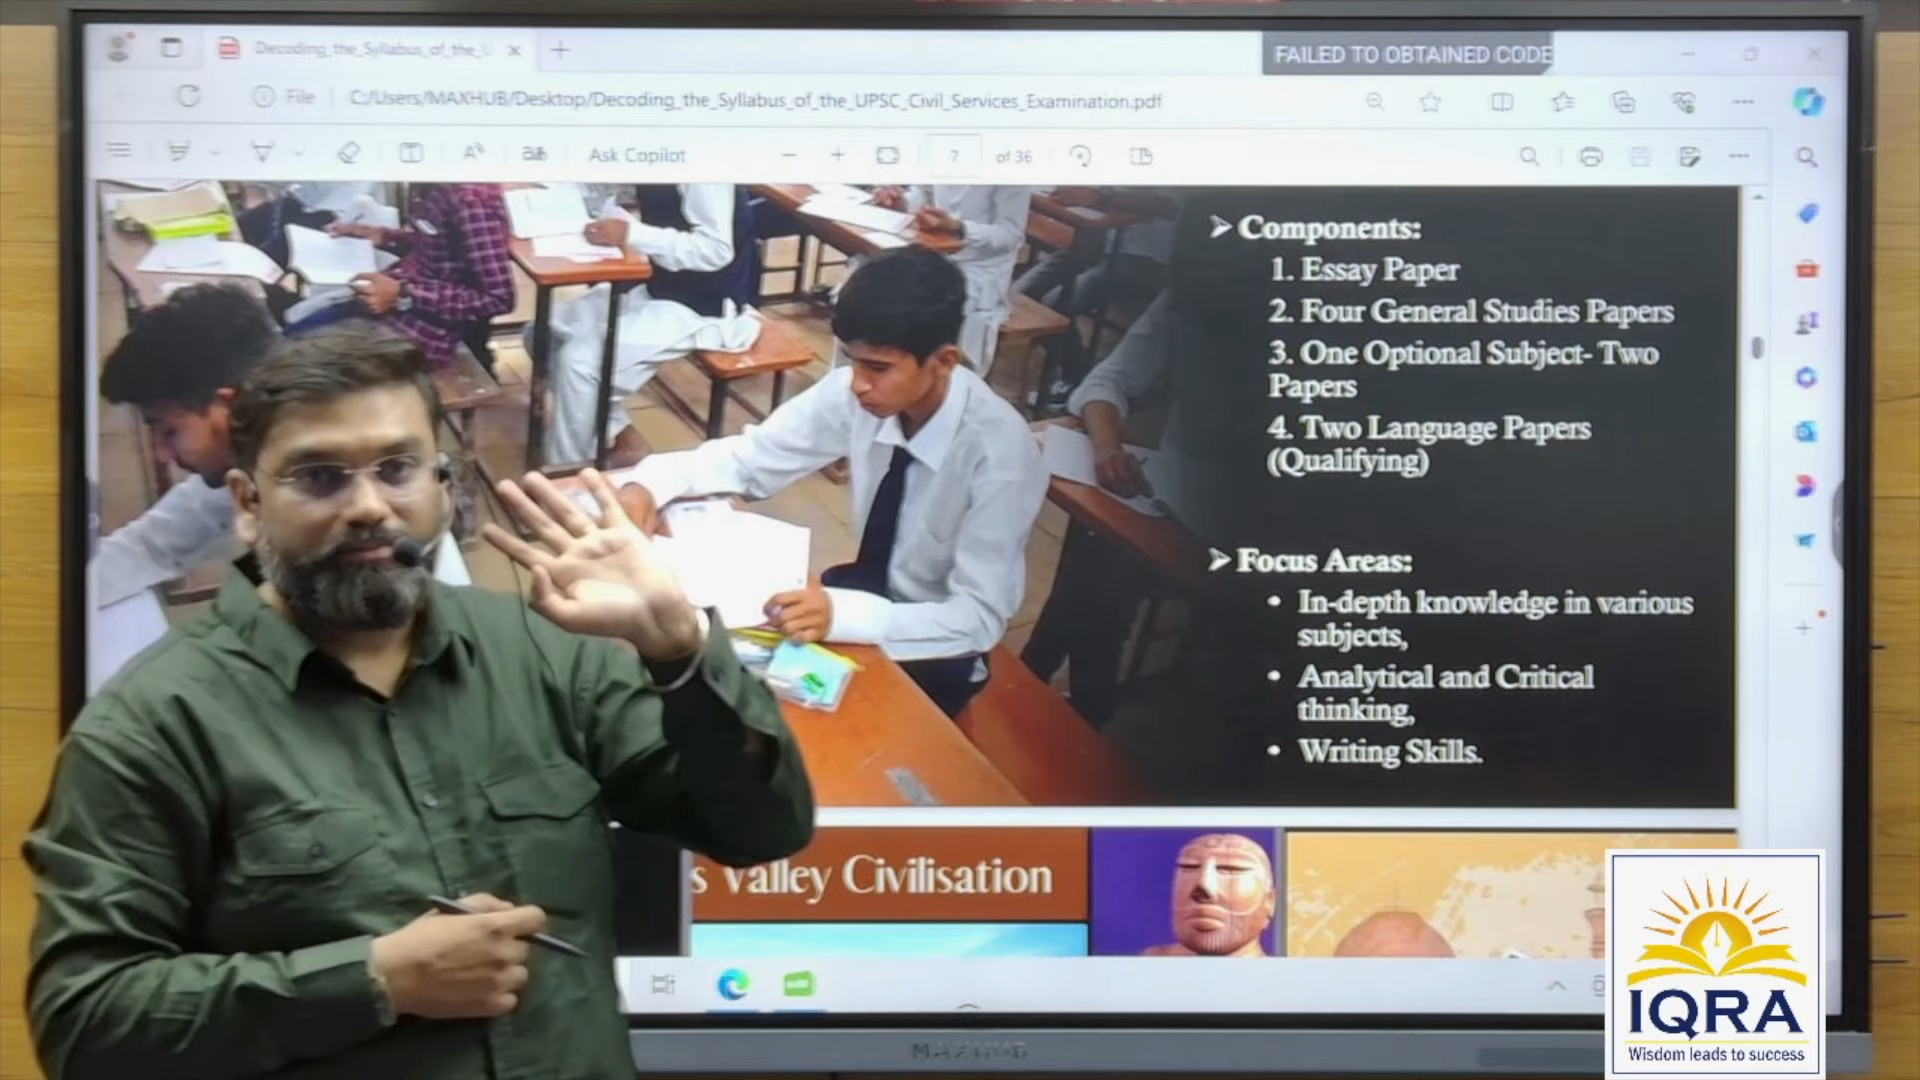 Decoding_the_Syllabus_of_the_U
FAILED TO OBTAINED CODE
File
C:/Users/MAXHUB/Desktop/Decoding_the_Syllabus_of_the_UPSC_Civil_Services_Examination.pdf
Ask Copilot
7
of 36
➢ Components:
1. Essay Paper
2. Four General Studies Papers
3. One Optional Subject- Two
Papers
4. Two Language Papers
(Qualifying)
➢ Focus Areas:
• In-depth knowledge in various
subjects,
• Analytical and Critical
thinking,
• Writing Skills.
s Valley Civilisation
MAXHUB
IQRA
Wisdom leads to success